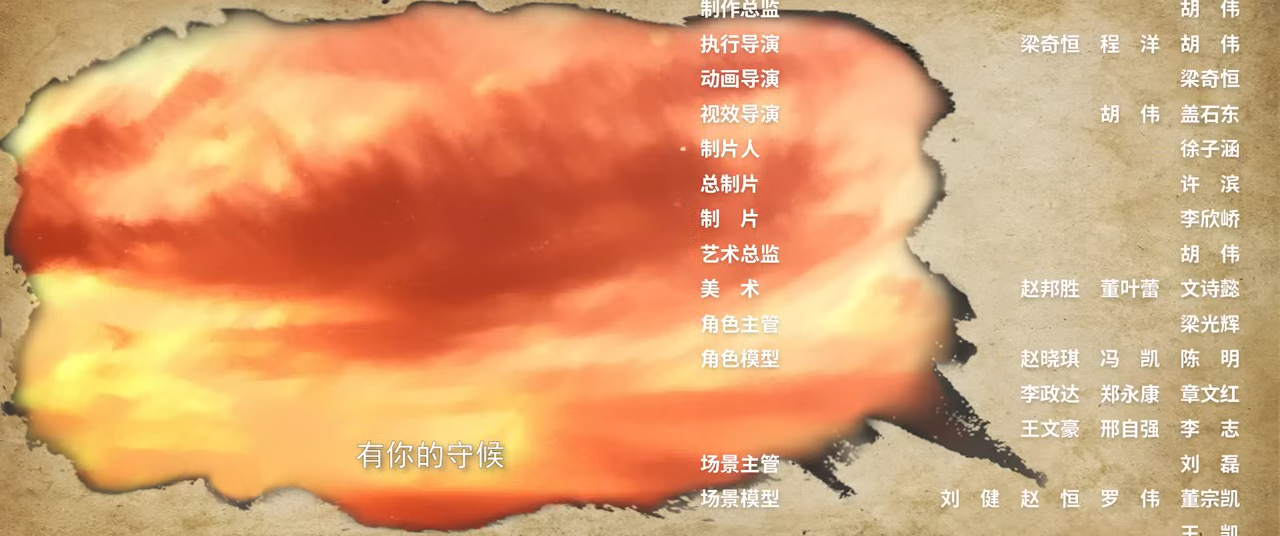 制作总监 胡 伟
执行导演 梁奇恒 程 洋 胡 伟
动画导演 梁奇恒
视效导演 胡 伟 盖石东
制片人 徐子涵
总制片 许 滨
制 片 李欣峤
艺术总监 胡 伟
美 术 赵邦胜 董叶蕾 文诗懿
角色主管 梁光辉
角色模型 赵晓琪 冯 凯 陈 明
李政达 郑永康 章文红
王文豪 邢自强 李 志
有你的守候
场景主管 刘 磊
场景模型 刘 健 赵 恒 罗 伟 董宗凯
王 凯